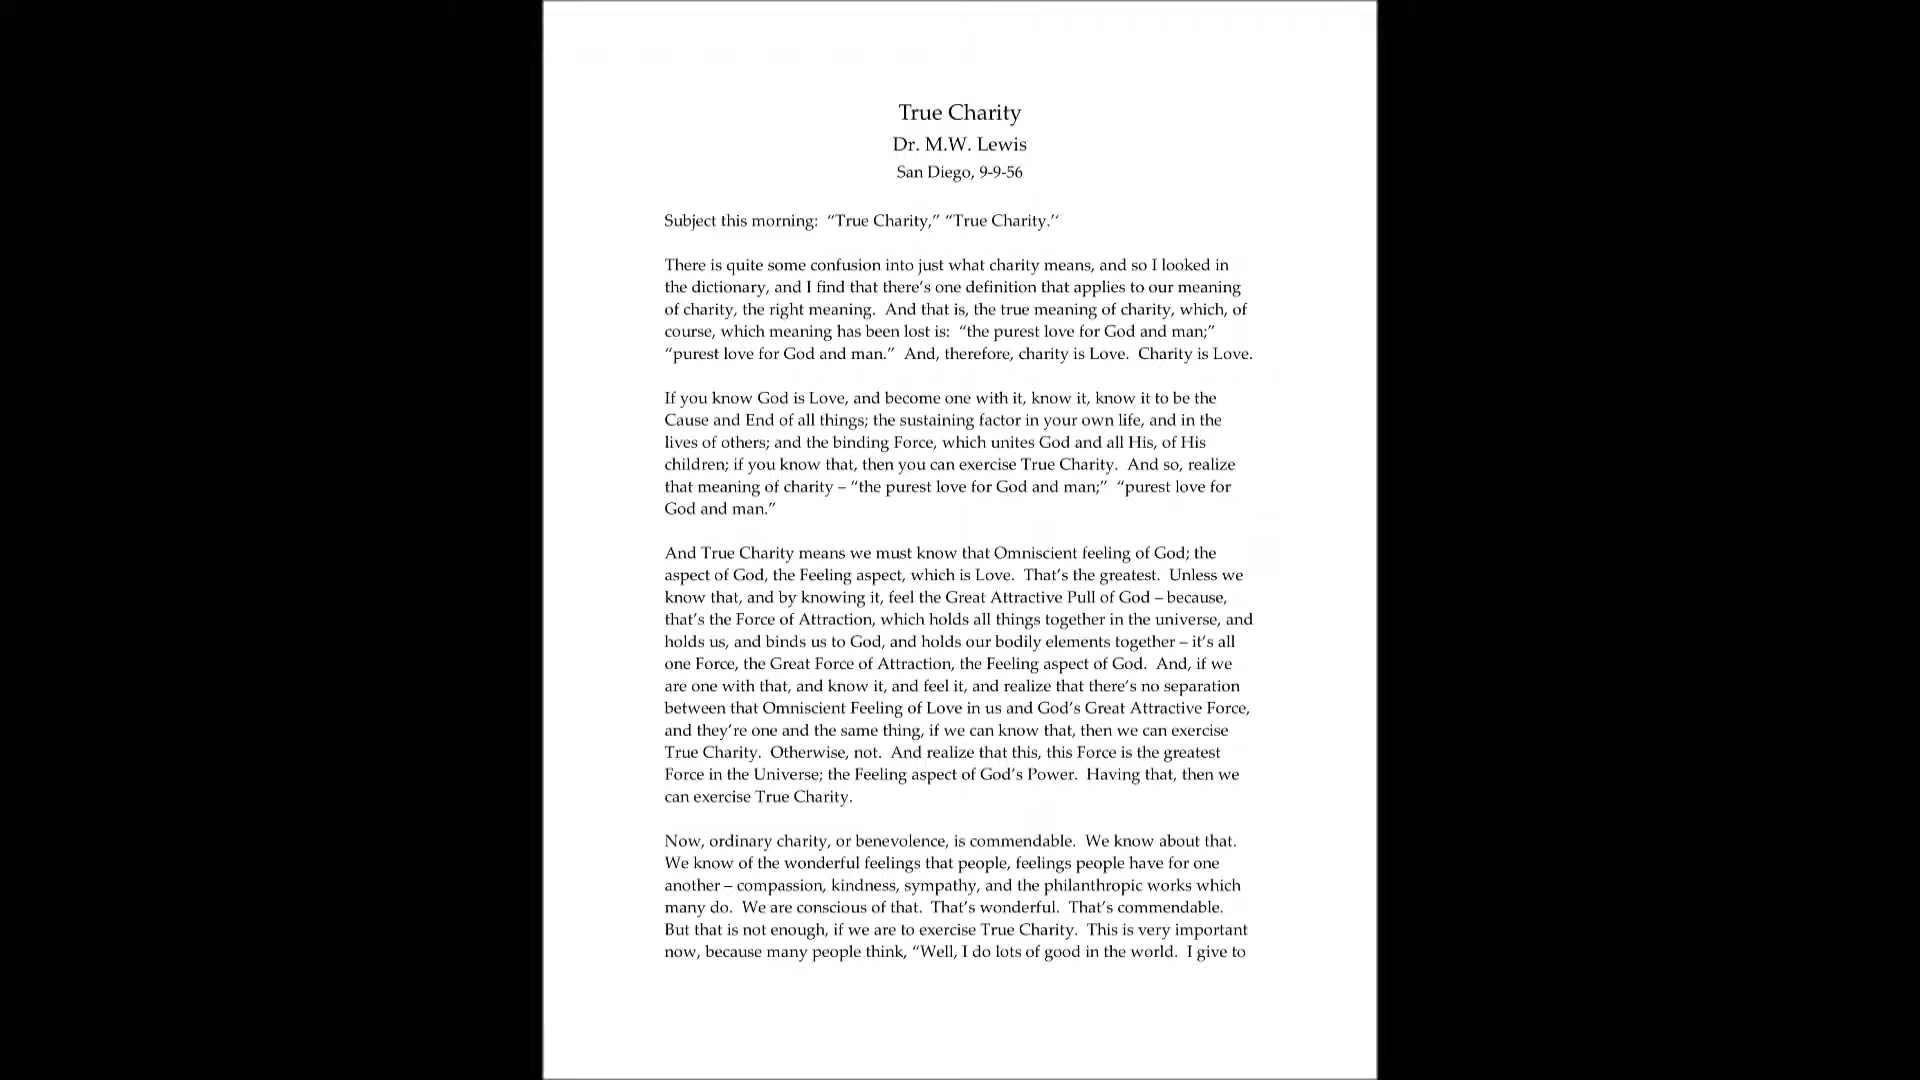 True Charity
Dr. M.W. Lewis
San Diego, 9-9-56
Subject this morning:  “True Charity,” “True Charity.’’
There is quite some confusion into just what charity means, and so I looked in
the dictionary, and I find that there’s one definition that applies to our meaning
of charity, the right meaning.  And that is, the true meaning of charity, which, of
course, which meaning has been lost is:  “the purest love for God and man;”
“purest love for God and man.”  And, therefore, charity is Love.  Charity is Love.
If you know God is Love, and become one with it, know it, know it to be the
Cause and End of all things; the sustaining factor in your own life, and in the
lives of others; and the binding Force, which unites God and all His, of His
children; if you know that, then you can exercise True Charity.  And so, realize
that meaning of charity – “the purest love for God and man;”  “purest love for
God and man.”
And True Charity means we must know that Omniscient feeling of God; the
aspect of God, the Feeling aspect, which is Love.  That’s the greatest.  Unless we
know that, and by knowing it, feel the Great Attractive Pull of God – because,
that’s the Force of Attraction, which holds all things together in the universe, and
holds us, and binds us to God, and holds our bodily elements together – it’s all
one Force, the Great Force of Attraction, the Feeling aspect of God.  And, if we
are one with that, and know it, and feel it, and realize that there’s no separation
between that Omniscient Feeling of Love in us and God’s Great Attractive Force,
and they’re one and the same thing, if we can know that, then we can exercise
True Charity.  Otherwise, not.  And realize that this, this Force is the greatest
Force in the Universe; the Feeling aspect of God’s Power.  Having that, then we
can exercise True Charity.
Now, ordinary charity, or benevolence, is commendable.  We know about that.
We know of the wonderful feelings that people, feelings people have for one
another – compassion, kindness, sympathy, and the philanthropic works which
many do.  We are conscious of that.  That’s wonderful.  That’s commendable.
But that is not enough, if we are to exercise True Charity.  This is very important
now, because many people think, “Well, I do lots of good in the world.  I give to